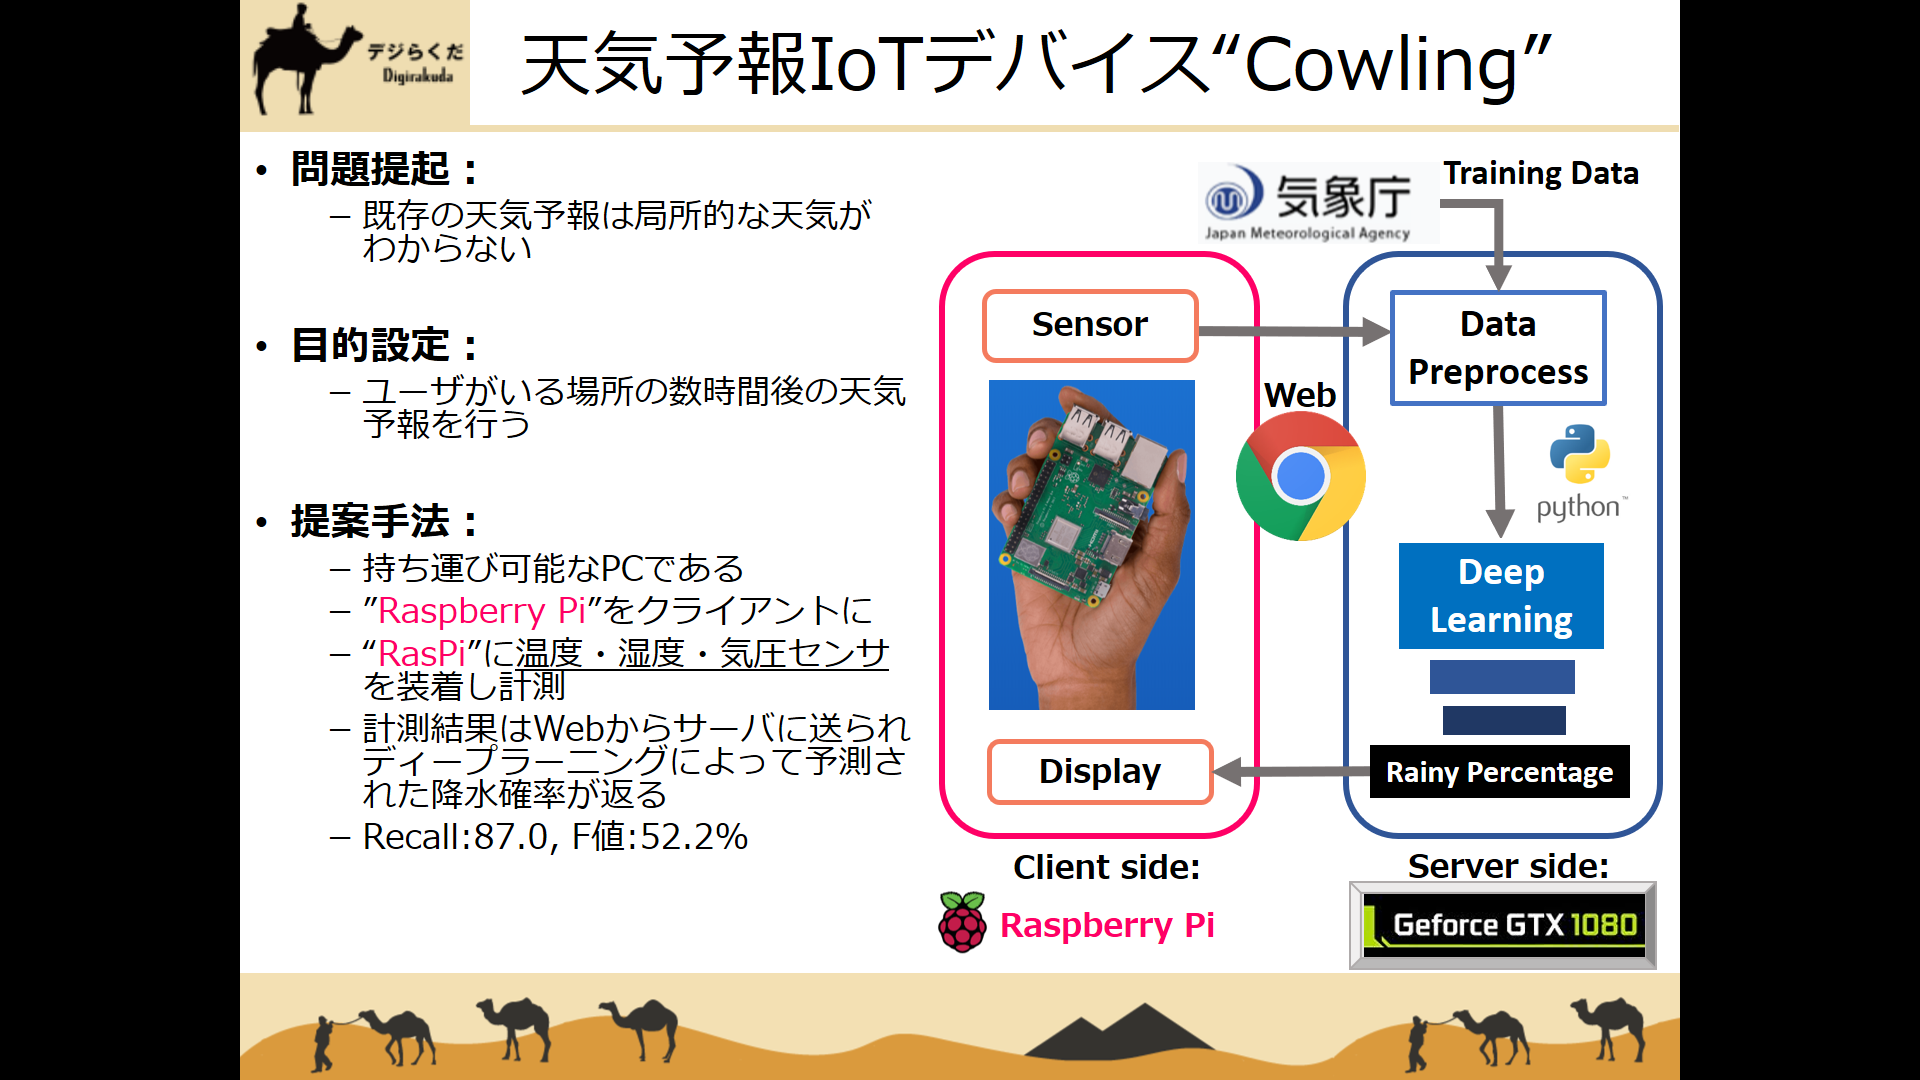 デジらくだ
Digirakuda
天気予報IoTデバイス“Cowling”
• 問題提起：
– 既存の天気予報は局所的な天気が
わからない
• 目的設定：
– ユーザがいる場所の数時間後の天気
予報を行う
• 提案手法：
– 持ち運び可能なPCである
– ”Raspberry Pi”をクライアントに
– “RasPi”に温度・湿度・気圧センサ
を装着し計測
– 計測結果はWebからサーバに送られ
ディープラーニングによって予測さ
れた降水確率が返る
– Recall:87.0, F値:52.2%
気象庁
Japan Meteorological Agency
Training Data
Sensor
Data
Preprocess
Web
python™
Deep
Learning
Display
Rainy Percentage
Client side:
Raspberry Pi
Server side:
Geforce GTX 1080